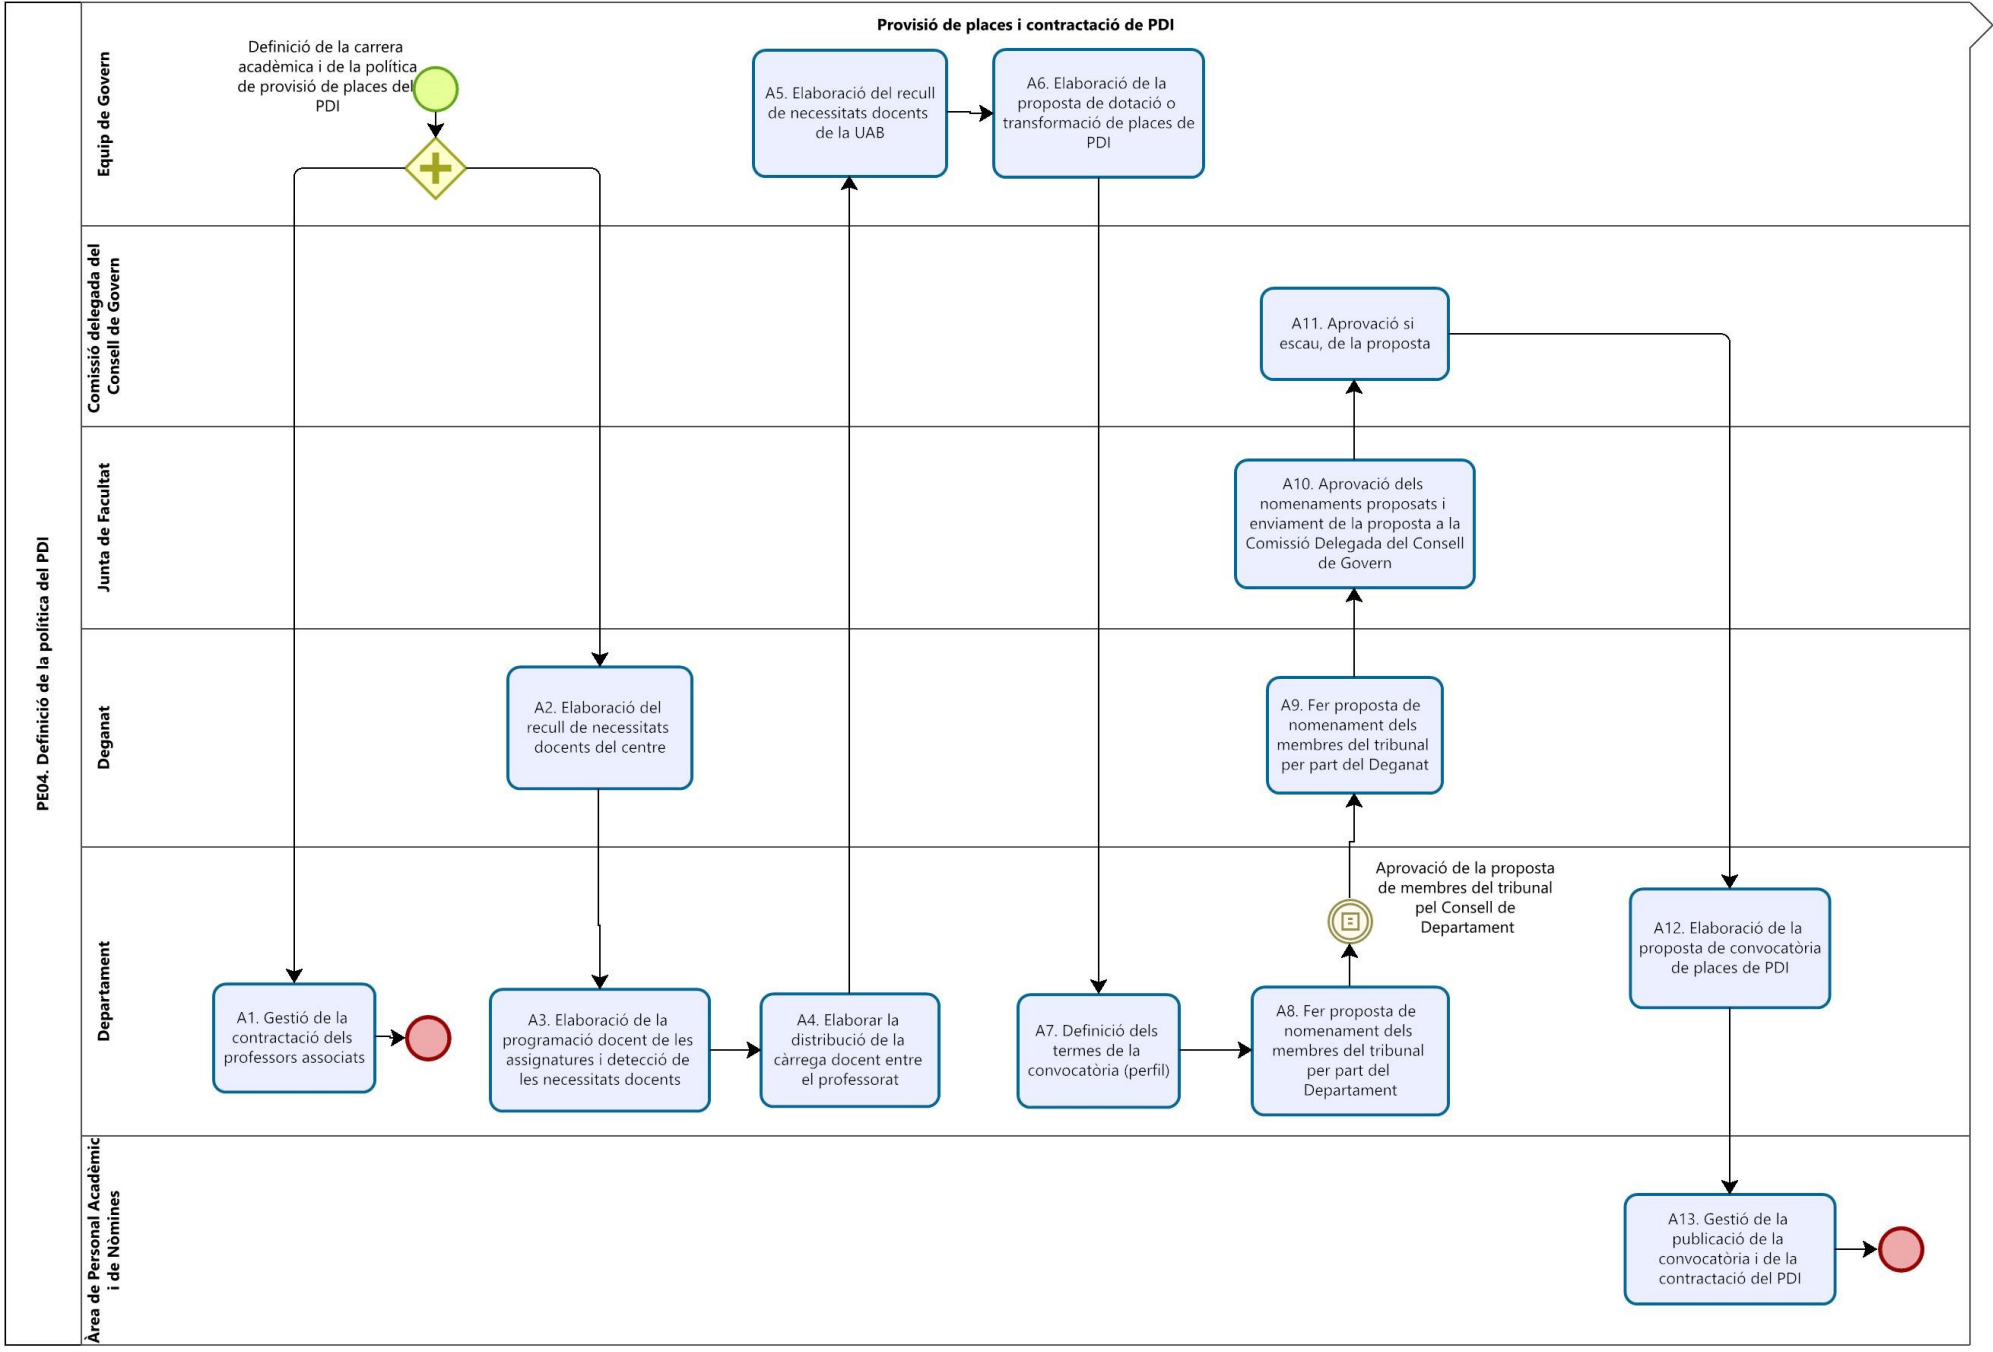 Provisió de places i contractació de PDI
PE04. Definició de la política del PDI
Equip de Govern
Definició de la carrera
acadèmica i de la política
de provisió de places del
PDI
A5. Elaboració del recull
de necessitats docents
de la UAB
A6. Elaboració de la
proposta de dotació o
transformació de places de
PDI
Comissió delegada del
Consell de Govern
A11. Aprovació si
escau, de la proposta
Junta de Facultat
A10. Aprovació dels
nomenaments proposats i
enviament de la proposta a la
Comissió Delegada del Consell
de Govern
Deganat
A2. Elaboració del
recull de necessitats
docents del centre
A9. Fer proposta de
nomenament dels
membres del tribunal
per part del Deganat
Departament
A1. Gestió de la
contractació dels
professors associats
A3. Elaboració de la
programació docent de les
assignatures i detecció de
les necessitats docents
A4. Elaborar la
distribució de la
càrrega docent entre
el professorat
A7. Definició dels
termes de la
convocatòria (perfil)
A8. Fer proposta de
nomenament dels
membres del tribunal
per part del
Departament
Aprovació de la proposta
de membres del tribunal
pel Consell de
Departament
A12. Elaboració de la
proposta de convocatòria
de places de PDI
Àrea de Personal Acadèmic
i de Nòmines
A13. Gestió de la
publicació de la
convocatòria i de la
contractació del PDI